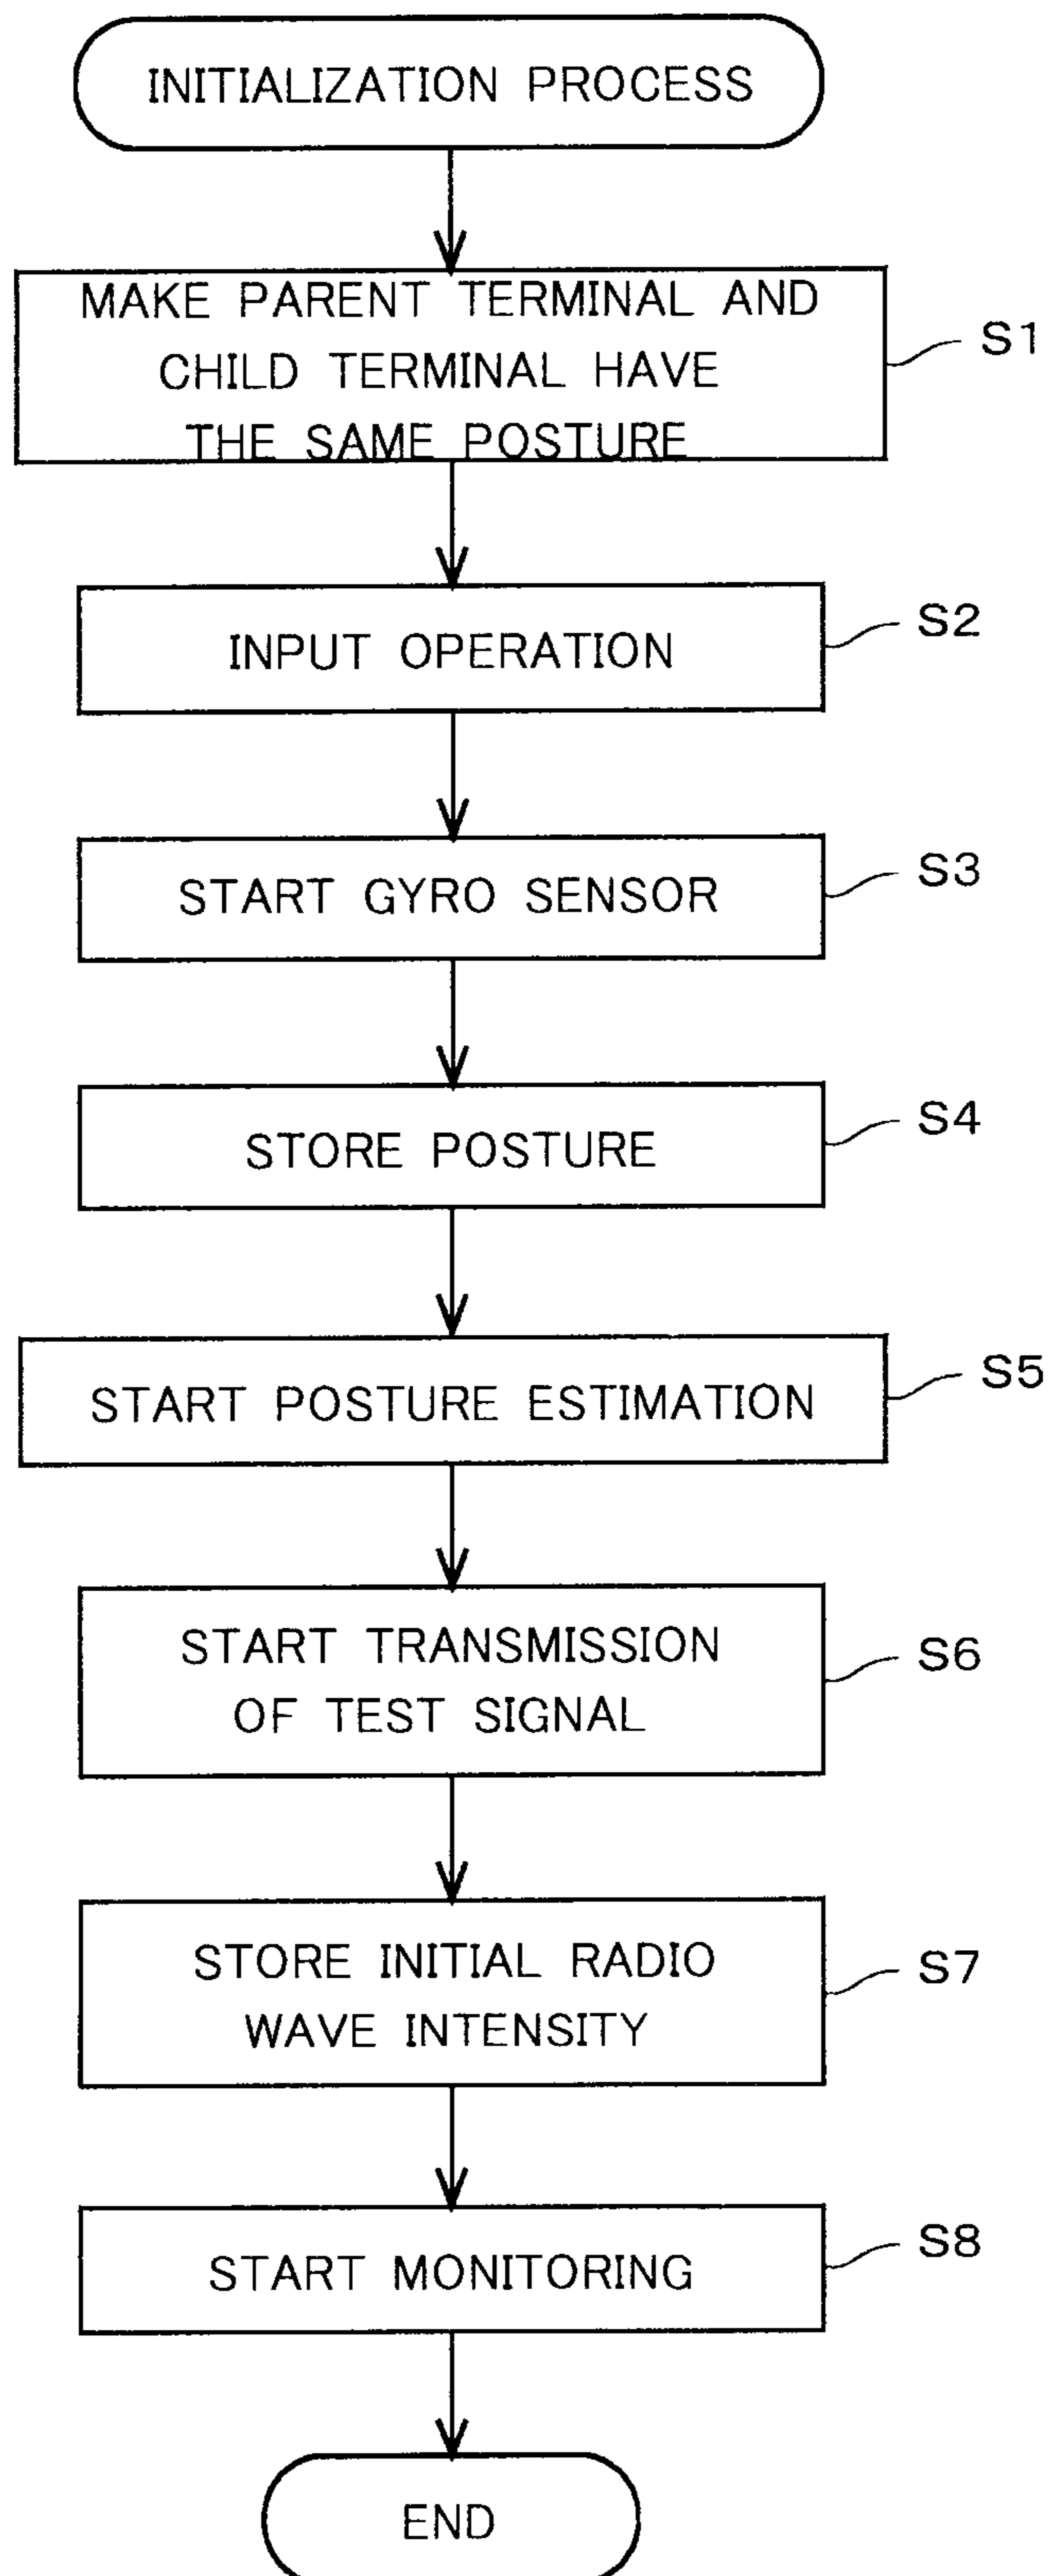 INITIALIZATION PROCESS
MAKE PARENT TERMINAL AND
CHILD TERMINAL HAVE
THE SAME POSTURE
S1
INPUT OPERATION
S2
START GYRO SENSOR
S3
STORE POSTURE
S4
START POSTURE ESTIMATION
S5
START TRANSMISSION
OF TEST SIGNAL
S6
STORE INITIAL RADIO
WAVE INTENSITY
S7
START MONITORING
S8
END